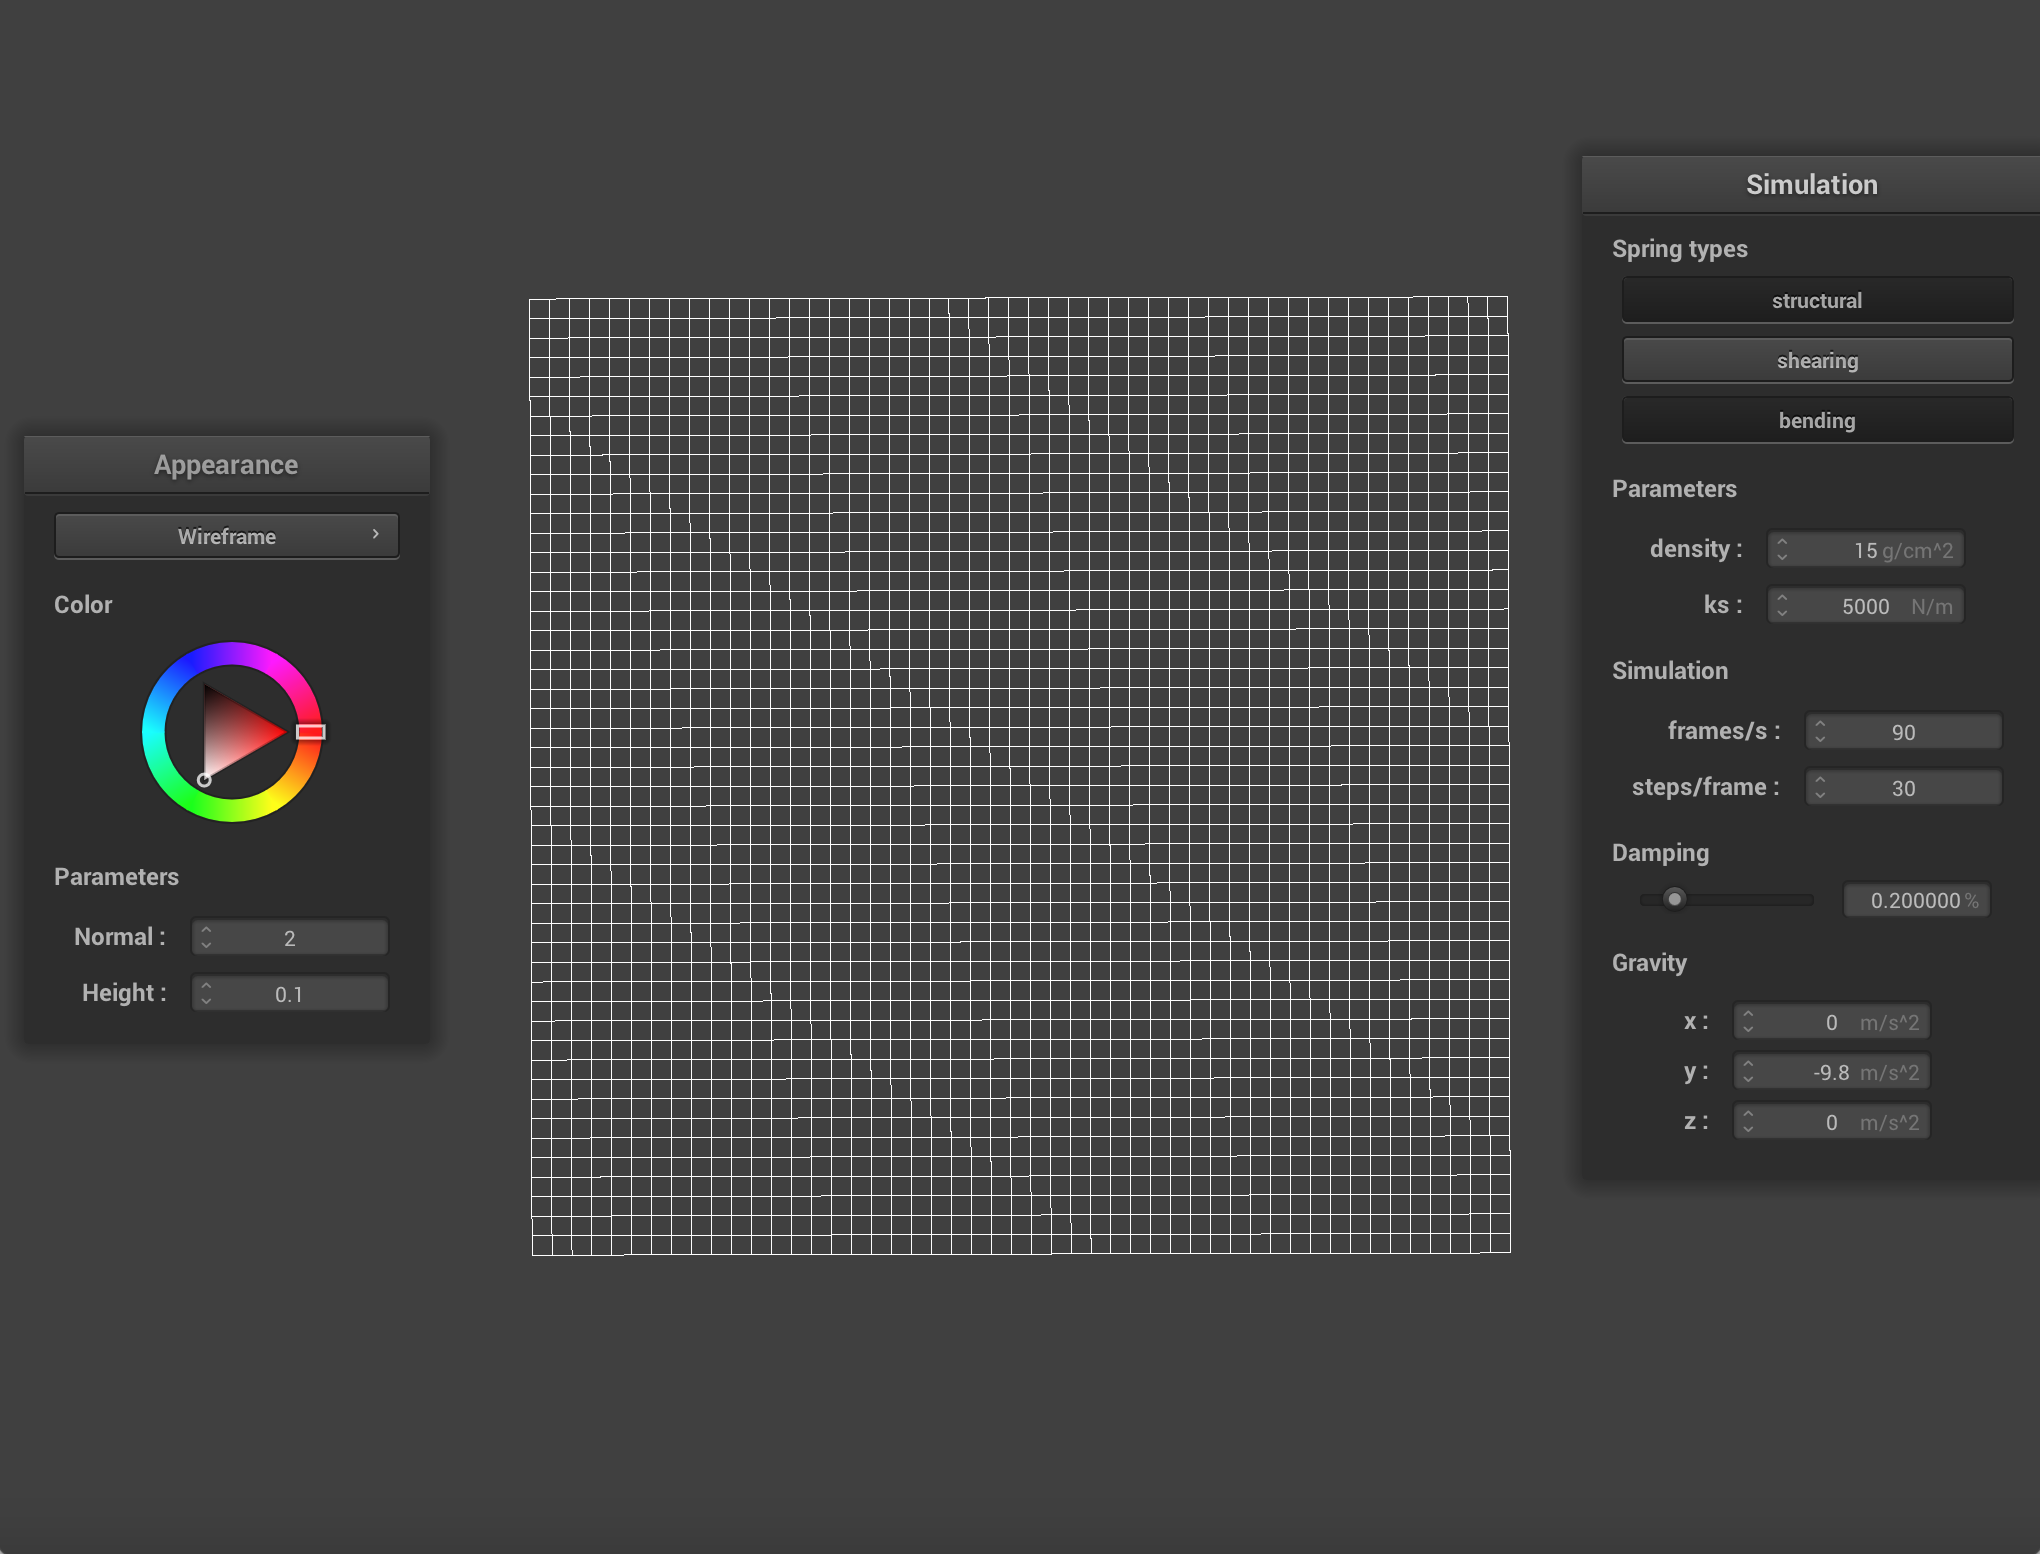 Appearance
Wireframe
Color
Parameters
Normal : 2
Height : 0.1
Simulation
Spring types
structural
shearing
bending
Parameters
density : 15 g/cm^2
ks : 5000 N/m
Simulation
frames/s : 90
steps/frame : 30
Damping
0.200000 %
Gravity
x : 0 m/s^2
y : -9.8 m/s^2
z : 0 m/s^2